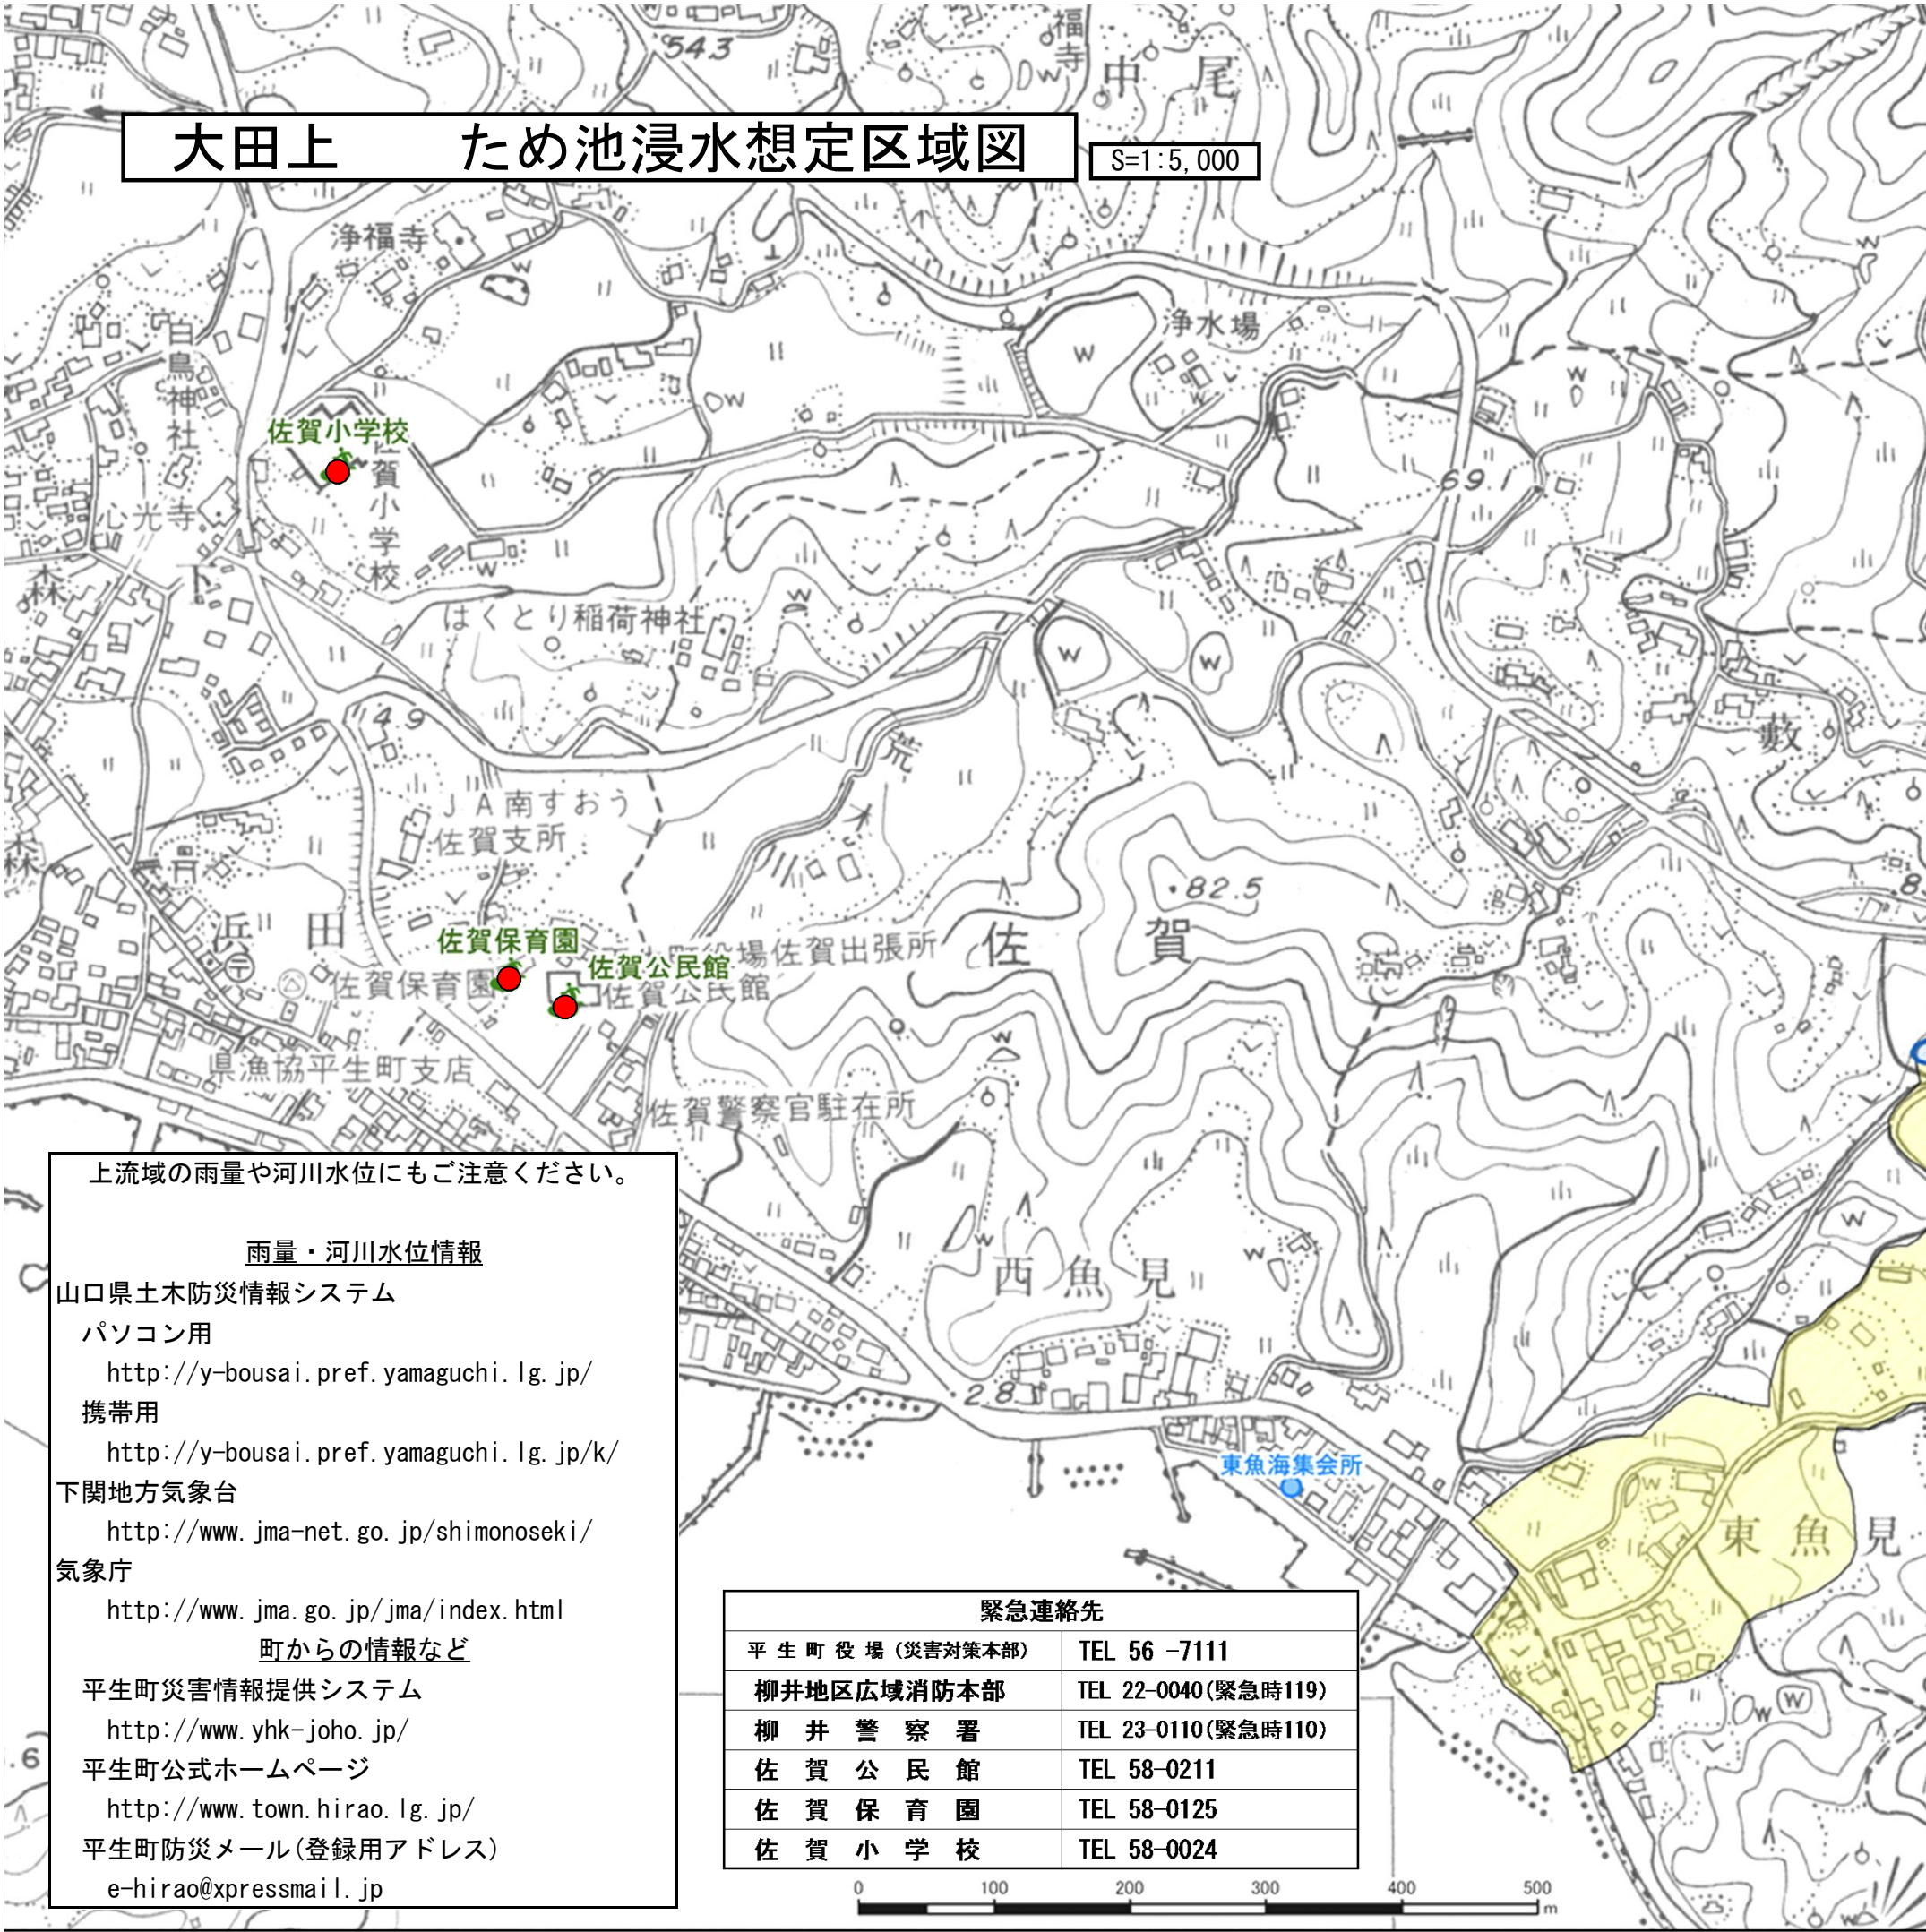 543
福寺
中尾
大田上　　ため池浸水想定区域図
S=1:5,000
浄福寺
白鳥神社
浄水場
佐賀小学校
佐賀小学校
691
心光寺
森下
はくとり稲荷神社
149
荒木
藪
JA南すおう
佐賀支所
森
82.5
浜田
佐賀保育園
場佐賀出張所
佐賀
佐賀公民館
佐賀保育園
佐賀公民館
県漁協平生町支店
佐賀警察官駐在所
上流域の雨量や河川水位にもご注意ください。
雨量・河川水位情報
山口県土木防災情報システム
パソコン用
http://y-bousai.pref.yamaguchi.lg.jp/
携帯用
http://y-bousai.pref.yamaguchi.lg.jp/k/
下関地方気象台
http://www.jma-net.go.jp/shimonoseki/
気象庁
http://www.jma.go.jp/jma/index.html
町からの情報など
平生町災害情報提供システム
http://www.yhk-joho.jp/
平生町公式ホームページ
http://www.town.hirao.lg.jp/
平生町防災メール(登録用アドレス)
e-hirao@xpressmail.jp
西魚見
281
東魚海集会所
東魚見
緊急連絡先
平生町役場(災害対策本部) TEL 56-7111
柳井地区広域消防本部 TEL 22-0040(緊急時119)
柳井警察署 TEL 23-0110(緊急時110)
佐賀公民館 TEL 58-0211
佐賀保育園 TEL 58-0125
佐賀小学校 TEL 58-0024
0 100 200 300 400 500 m